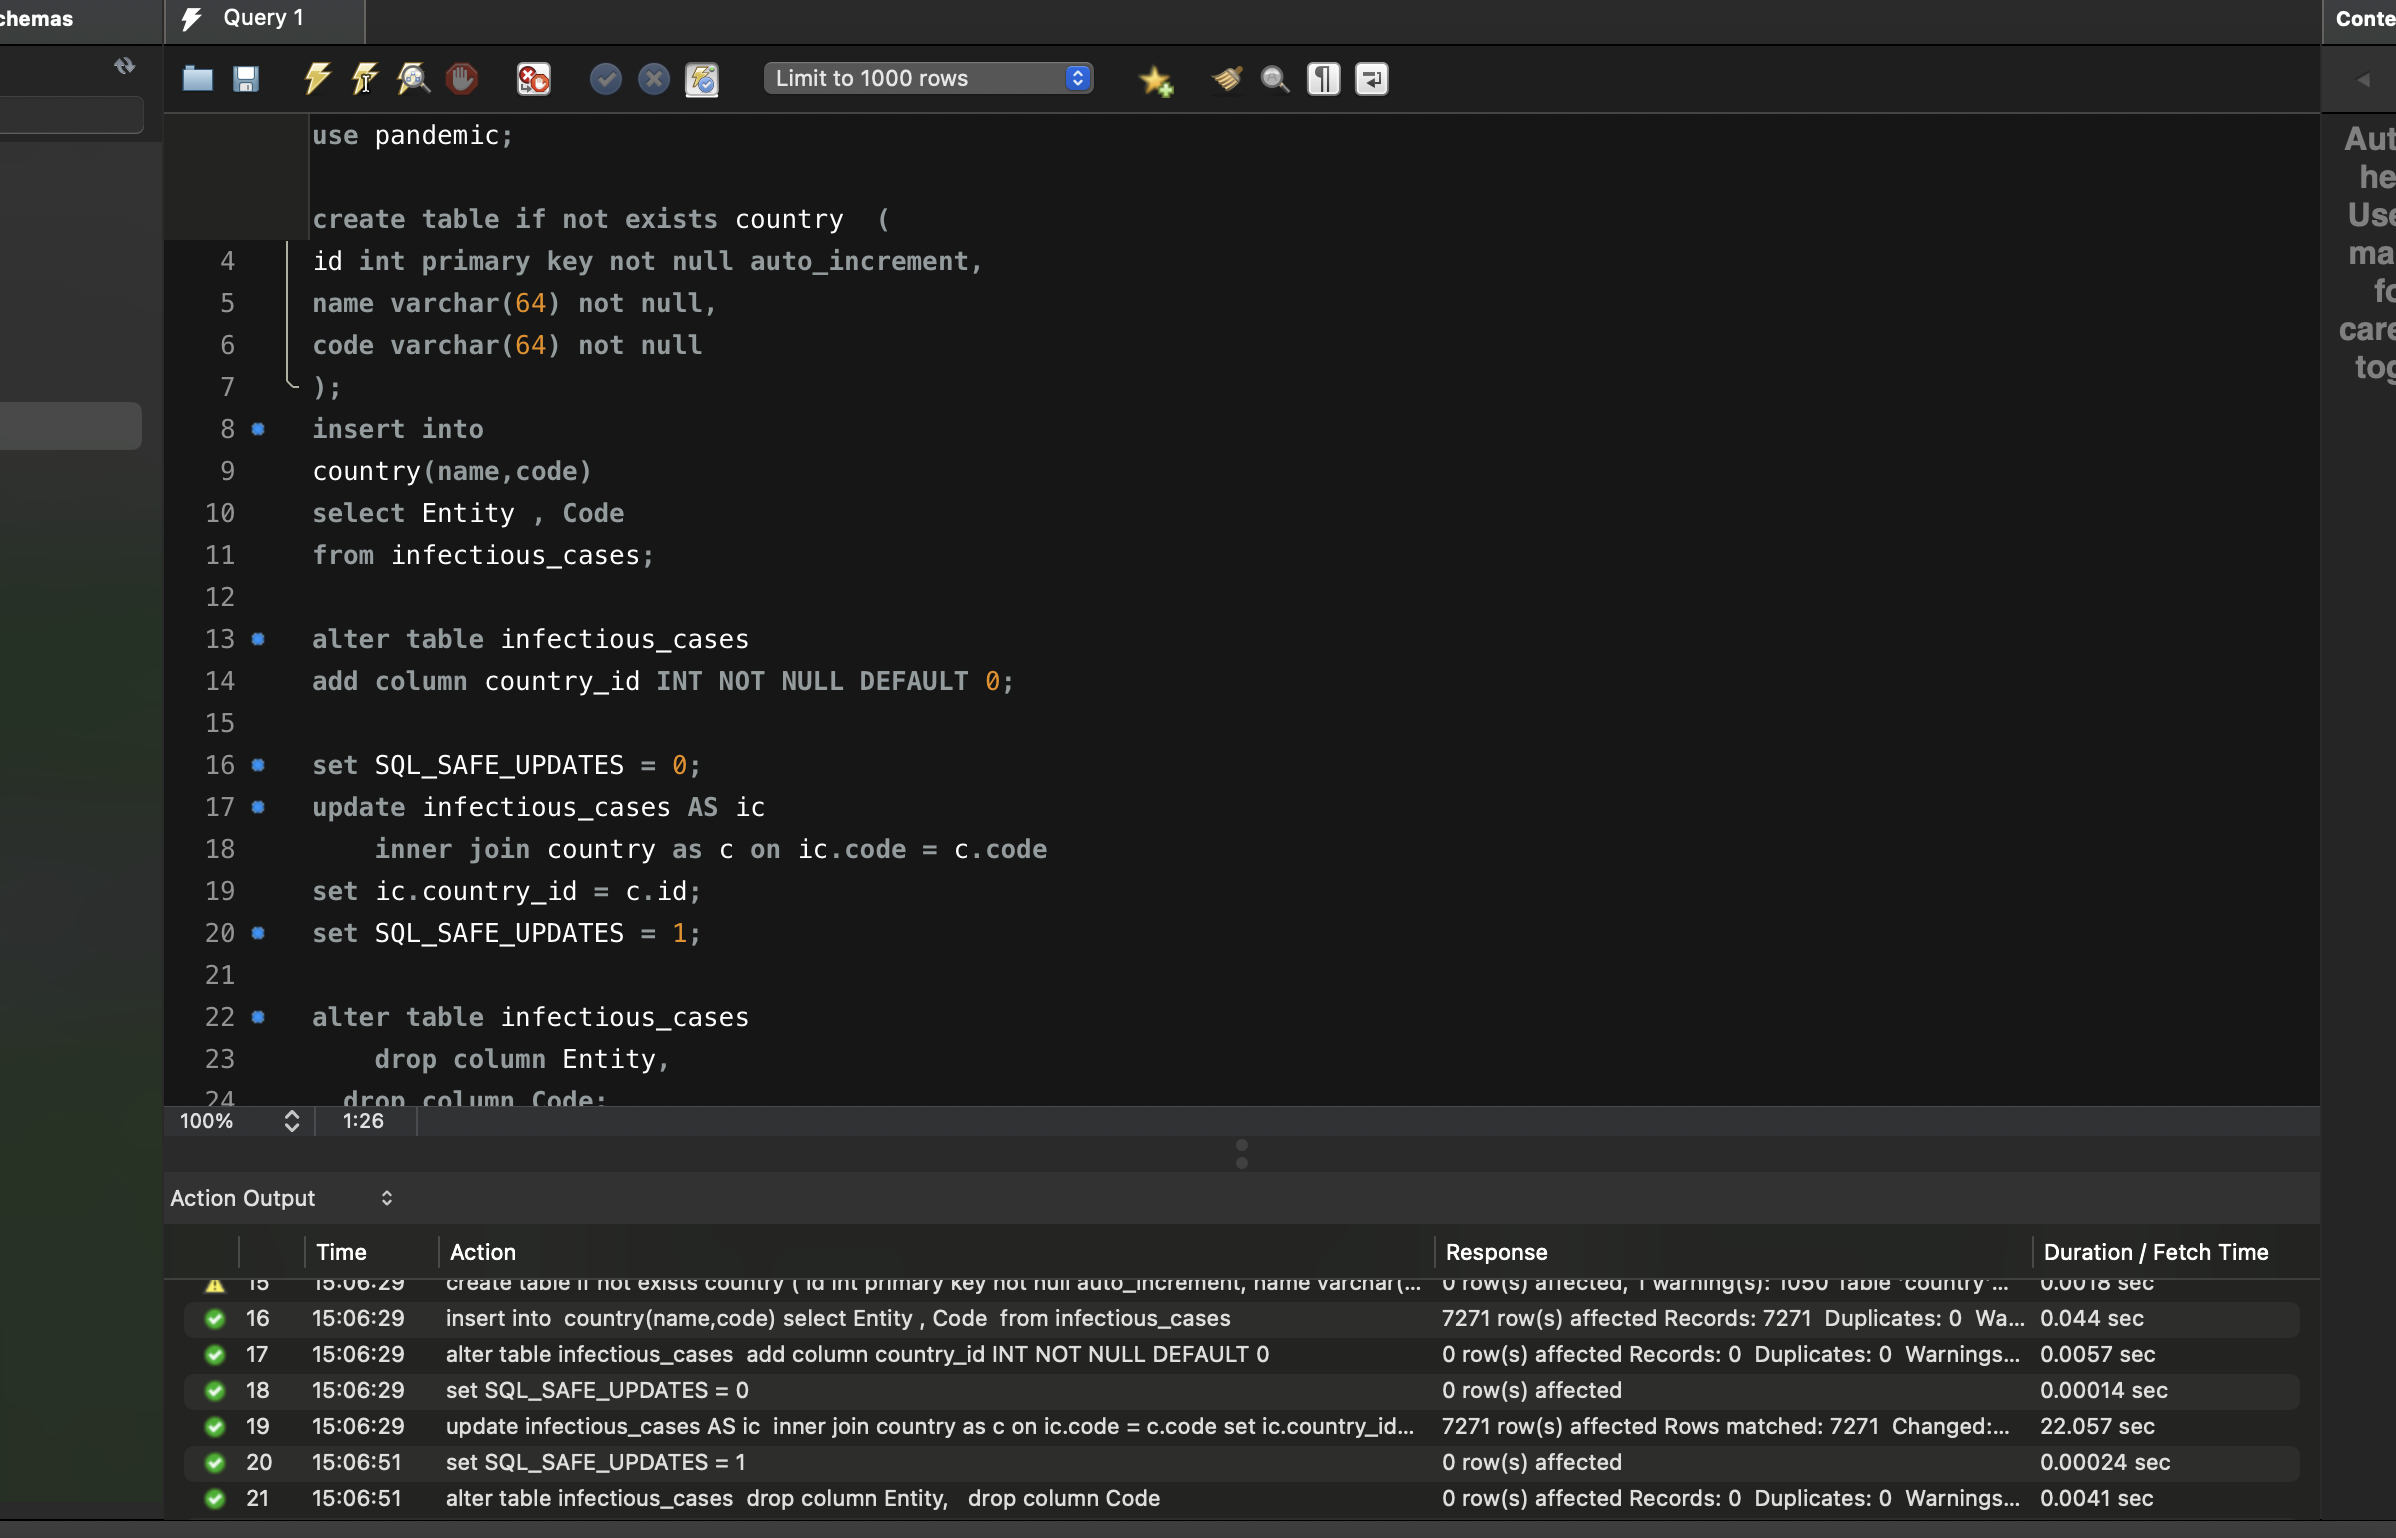 Query 1
Limit to 1000 rows
use pandemic;
create table if not exists country  (
4 id int primary key not null auto_increment,
5 name varchar(64) not null,
6 code varchar(64) not null
7 );
8 insert into
9 country(name,code)
10 select Entity , Code
11 from infectious_cases;
12
13 alter table infectious_cases
14 add column country_id INT NOT NULL DEFAULT 0;
15
16 set SQL_SAFE_UPDATES = 0;
17 update infectious_cases AS ic
18 inner join country as c on ic.code = c.code
19 set ic.country_id = c.id;
20 set SQL_SAFE_UPDATES = 1;
21
22 alter table infectious_cases
23 drop column Entity,
24 drop column Code;
100% 1:26
Action Output
Time Action Response Duration / Fetch Time
15 15:06:29 create table if not exists country ( id int primary key not null auto_increment, name varchar(... 0 row(s) affected, 1 warning(s): 1050 Table 'country'... 0.0018 sec
16 15:06:29 insert into  country(name,code) select Entity , Code  from infectious_cases 7271 row(s) affected Records: 7271  Duplicates: 0  Wa... 0.044 sec
17 15:06:29 alter table infectious_cases  add column country_id INT NOT NULL DEFAULT 0 0 row(s) affected Records: 0  Duplicates: 0  Warnings... 0.0057 sec
18 15:06:29 set SQL_SAFE_UPDATES = 0 0 row(s) affected 0.00014 sec
19 15:06:29 update infectious_cases AS ic  inner join country as c on ic.code = c.code set ic.country_id... 7271 row(s) affected Rows matched: 7271  Changed:... 22.057 sec
20 15:06:51 set SQL_SAFE_UPDATES = 1 0 row(s) affected 0.00024 sec
21 15:06:51 alter table infectious_cases  drop column Entity,   drop column Code 0 row(s) affected Records: 0  Duplicates: 0  Warnings... 0.0041 sec